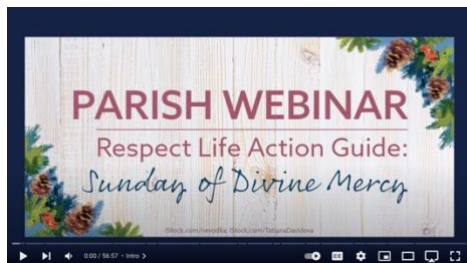 PARISH WEBINAR
Respect Life Action Guide:
Sunday of Divine Mercy
iStock.com/nevodka, iStock.com/TatianaDavidova
0:00 / 56:57 • Intro >
CC